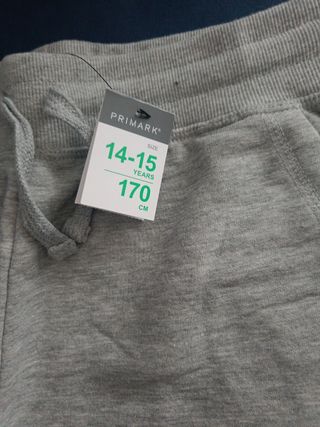 PRIMARK®
SIZE
14-15
YEARS
170
CM